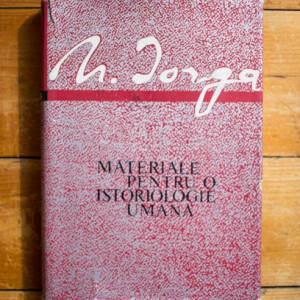 N. Iorga
MATERIALE
PENTRU O
ISTORIOLOGIE
UMANĂ